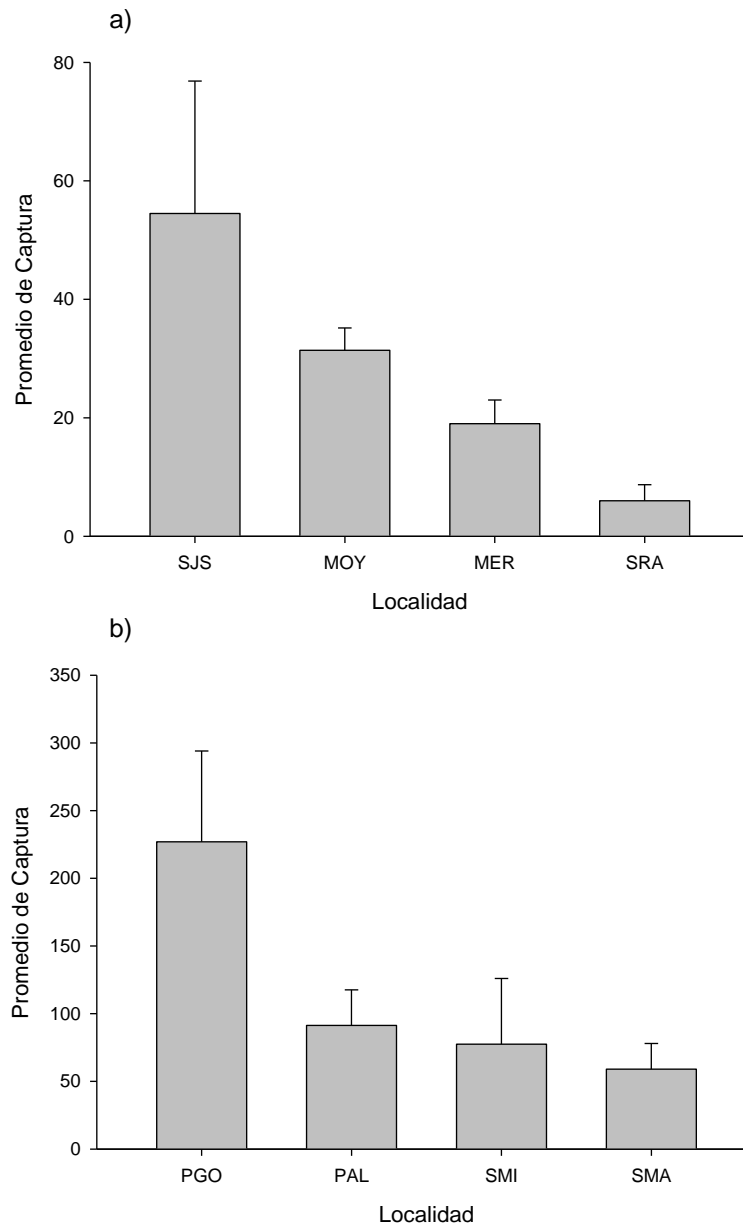 a)
80
60
40
20
0
Promedio de Captura
SJS MOY MER SRA
Localidad
b)
350
300
250
200
150
100
50
0
Promedio de Captura
PGO PAL SMI SMA
Localidad